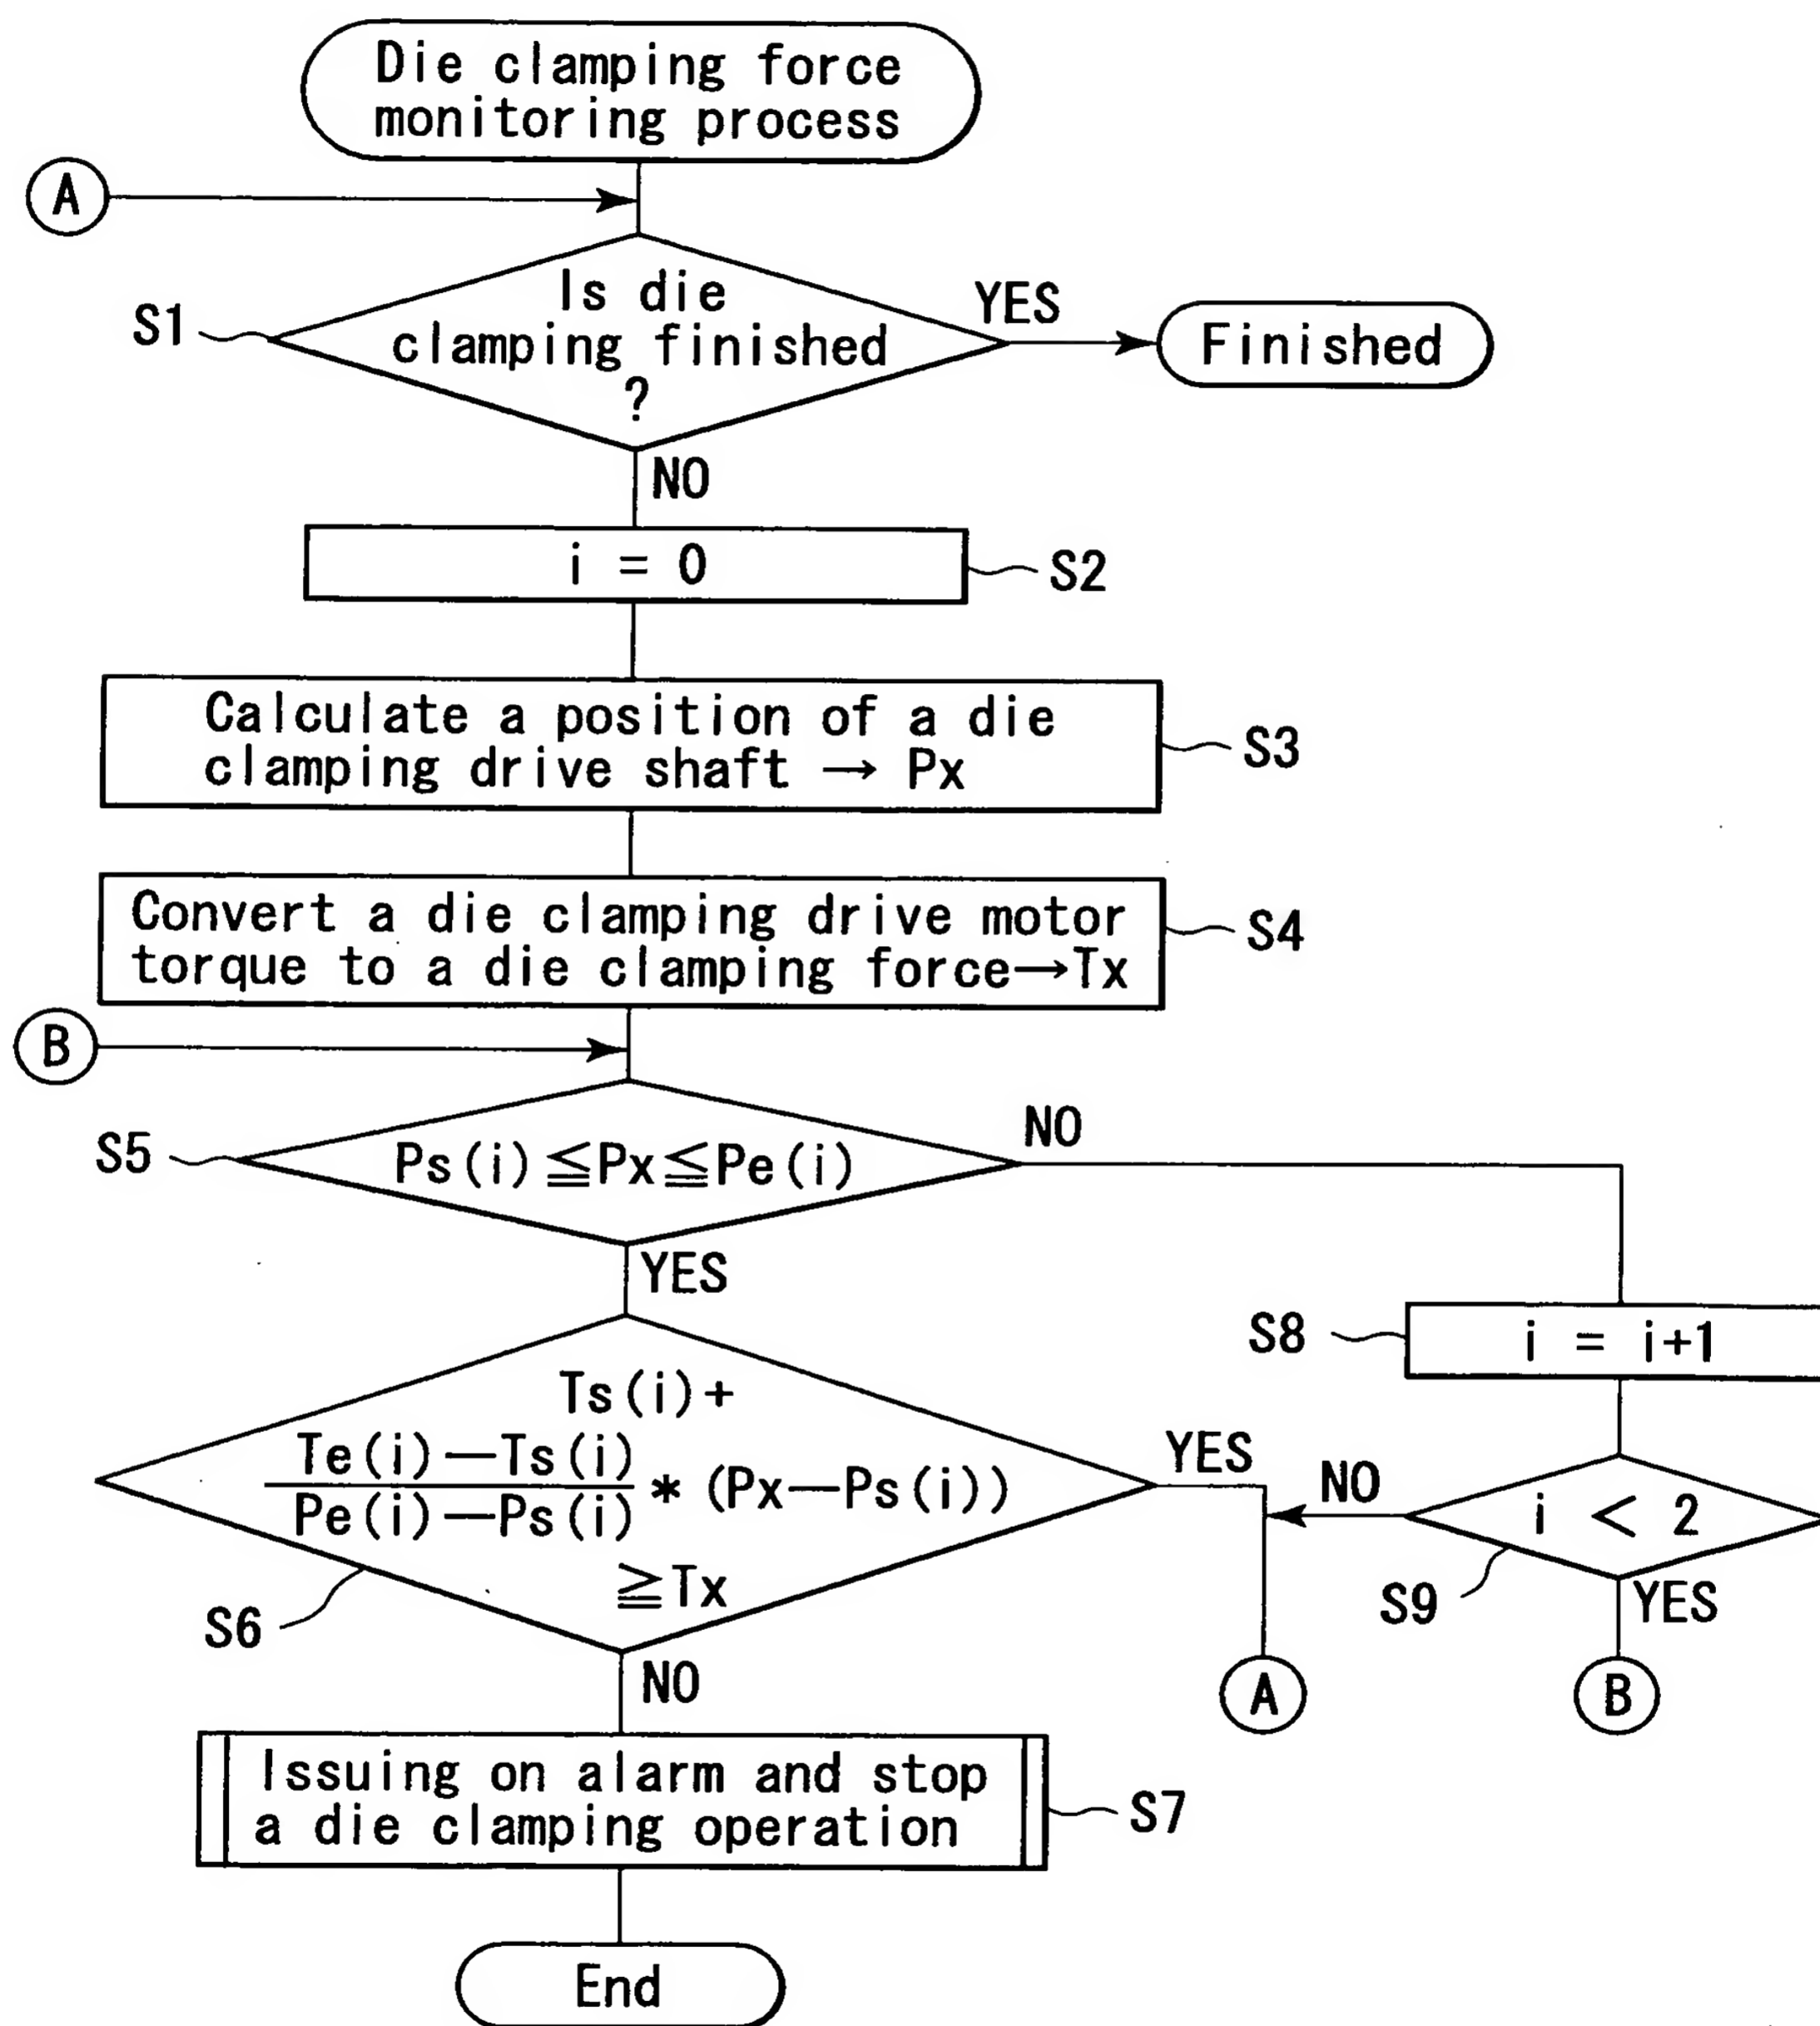 Die clamping force
monitoring process
A
S1
Is die
clamping finished
?
YES
Finished
NO
i = 0
S2
Calculate a position of a die
clamping drive shaft → Px
S3
Convert a die clamping drive motor
torque to a die clamping force→Tx
S4
B
S5
Ps(i)≦Px≦Pe(i)
NO
YES
S8
i = i+1
Ts(i)+
Te(i)—Ts(i)
Pe(i)—Ps(i)
* (Px—Ps(i))
≧Tx
S6
YES
NO
i < 2
S9
YES
A
B
NO
Issuing on alarm and stop
a die clamping operation
S7
End